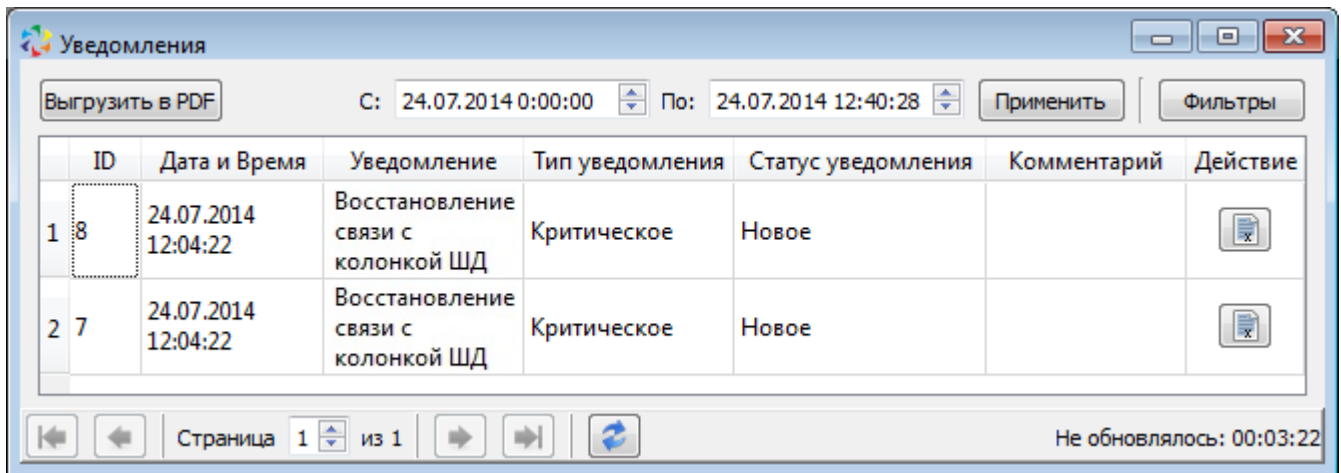 Уведомления
Выгрузить в PDF С: 24.07.2014 0:00:00 По: 24.07.2014 12:40:28 Применить Фильтры
ID Дата и Время Уведомление Тип уведомления Статус уведомления Комментарий Действие
1 8 24.07.2014 12:04:22 Восстановление связи с колонкой ШД Критическое Новое
2 7 24.07.2014 12:04:22 Восстановление связи с колонкой ШД Критическое Новое
Страница 1 из 1 Не обновлялось: 00:03:22